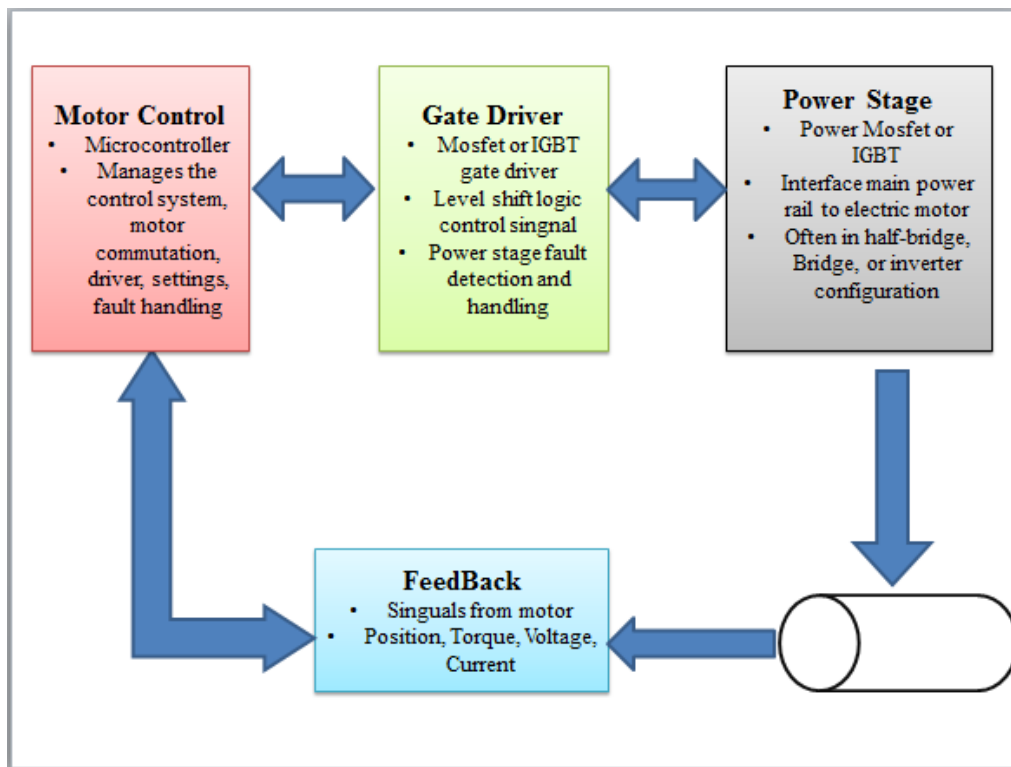 Motor Control
• Microcontroller
• Manages the
control system,
motor
commutation,
driver, settings,
fault handling
Gate Driver
• Mosfet or IGBT
gate driver
• Level shift logic
control singnal
• Power stage fault
detection and
handling
Power Stage
• Power Mosfet or
IGBT
• Interface main power
rail to electric motor
• Often in half-bridge,
Bridge, or inverter
configuration
FeedBack
• Singuals from motor
• Position, Torque, Voltage,
Current